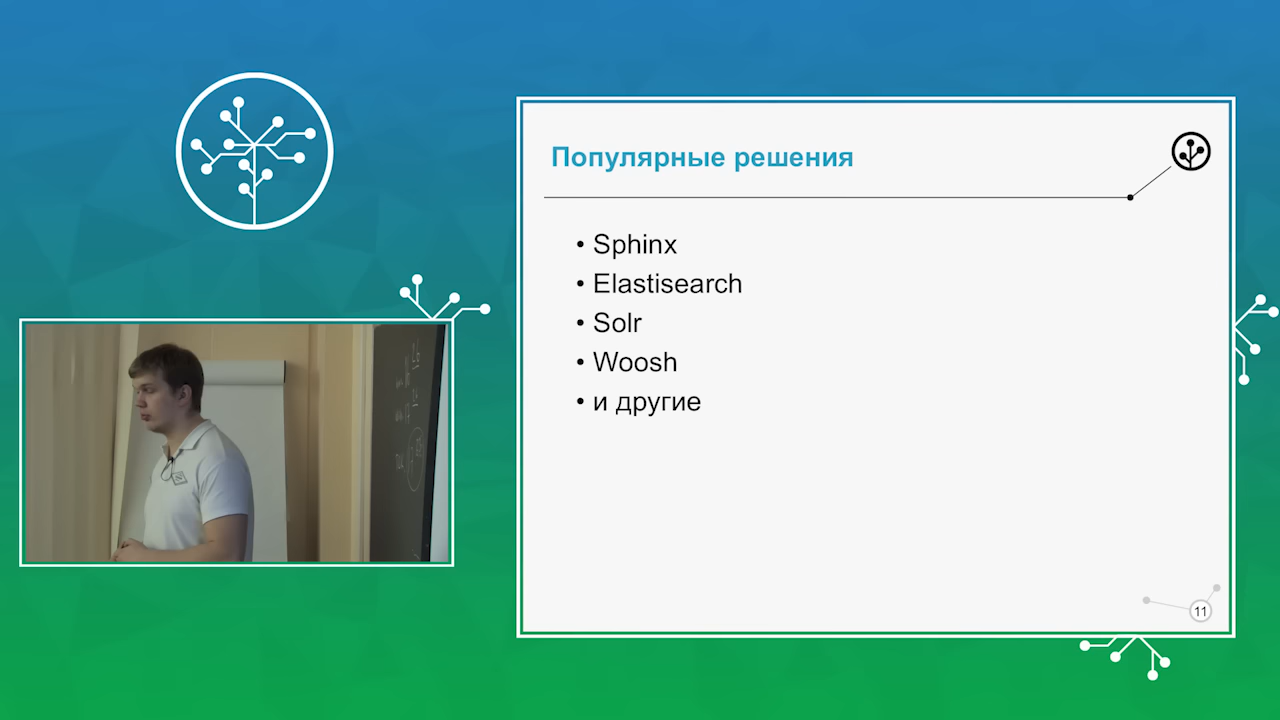 Популярные решения
• Sphinx
• Elastisearch
• Solr
• Woosh
• и другие
11